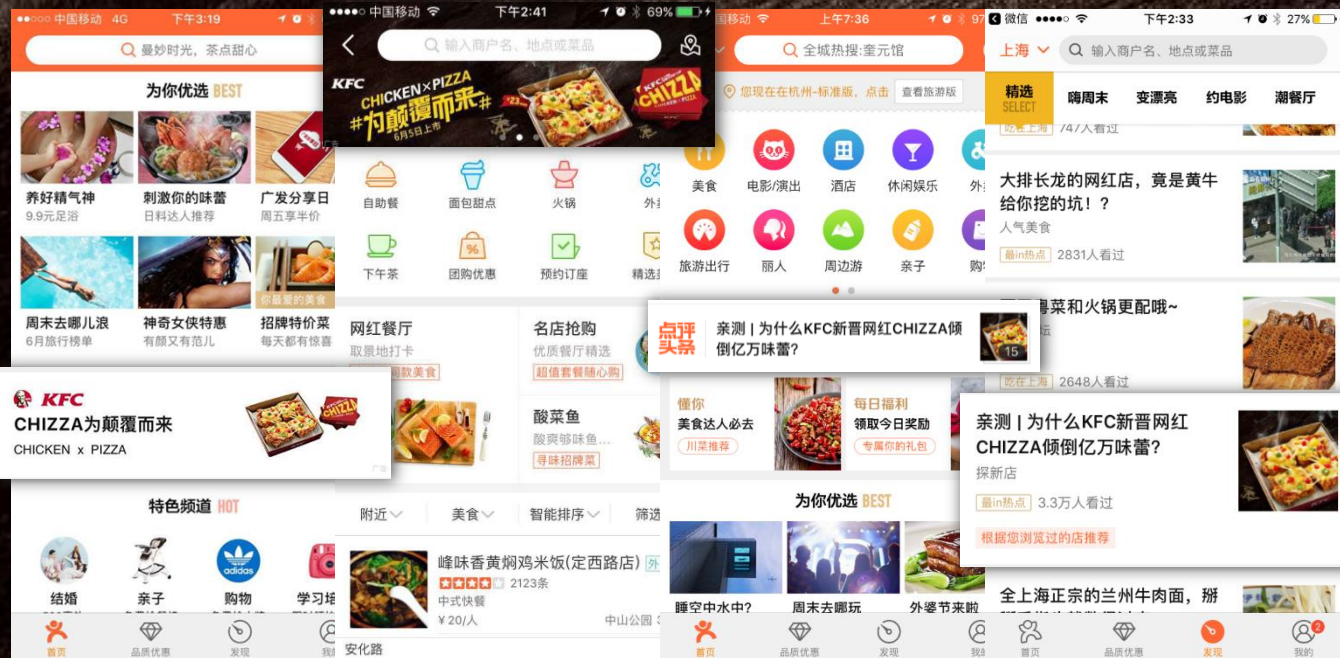 中国移动 4G 下午3:19
曼妙时光，茶点甜心
为你优选 BEST
养好精气神
9.9元足浴
刺激你的味蕾
日料达人推荐
广发分享日
周五享半价
你最爱的美食
周末去哪儿浪
6月旅行榜单
神奇女侠特惠
有颜又有范儿
招牌特价菜
每天都有惊喜
KFC
CHIZZA为颠覆而来
CHICKEN x PIZZA
广告
特色频道 HOT
adidas
结婚
亲子
购物
学习培
首页
品质优惠
发现
我的
中国移动 下午2:41 69%
输入商户名、地点或菜品
KFC
CHICKEN×PIZZA
#为颠覆而来#
6月5日上市
CHIZZA
广告
自助餐
面包甜点
火锅
外卖
下午茶
团购优惠
预约订座
精选
网红餐厅
取景地打卡
同款美食
名店抢购
优质餐厅精选
超值套餐随心购
酸菜鱼
酸爽够味鱼...
寻味招牌菜
附近
美食
智能排序
筛选
峰味香黄焖鸡米饭(定西路店) 外
2123条
中式快餐
¥20/人
中山公园
安化路
国移动 上午7:36 97
全城热搜:奎元馆
您现在在杭州-标准版，点击 查看旅游版
美食
电影/演出
酒店
休闲娱乐
外
旅游出行
丽人
周边游
亲子
购
点评
头条
亲测 | 为什么KFC新晋网红CHIZZA倾
倒亿万味蕾?
15
懂你
美食达人必去
川菜推荐
每日福利
领取今日奖励
专属你的礼包
为你优选 BEST
睡空中水中?
周末去哪玩
外婆节来啦
首页
品质优惠
发现
我的
微信 下午2:33 27%
上海
输入商户名、地点或菜品
精选
SELECT
嗨周末
变漂亮
约电影
潮餐厅
吃在上海 747人看过
大排长龙的网红店，竟是黄牛
给你挖的坑！?
人气美食
最in热点 2831人看过
粤菜和火锅更配哦~
坛
吃在上海 2648人看过
亲测 | 为什么KFC新晋网红
CHIZZA倾倒亿万味蕾?
探新店
最in热点 3.3万人看过
根据您浏览过的店推荐
全上海正宗的兰州牛肉面，掰
首页
品质优惠
发现
我的
2